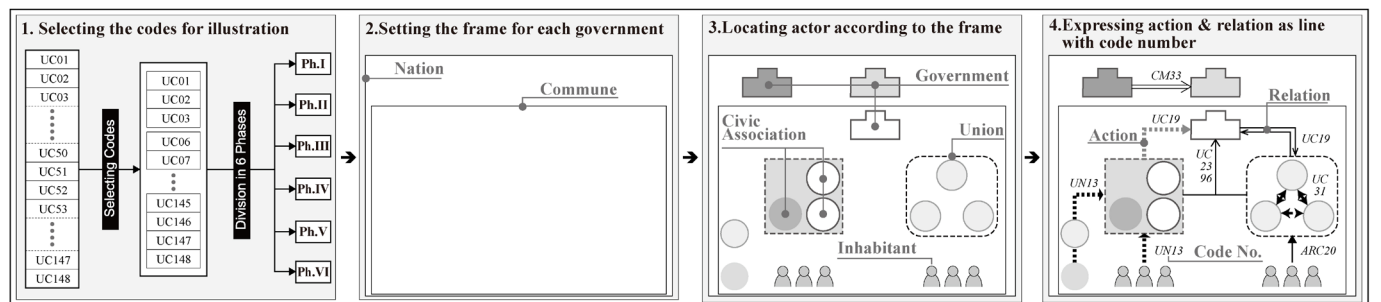 1. Selecting the codes for illustration
UC01
UC02
UC03
UC50
UC51
UC52
UC53
UC147
UC148
Selecting Codes
UC01
UC02
UC03
UC06
UC07
UC145
UC146
UC147
UC148
Division in 6 Phases
Ph.I
Ph.II
Ph.III
Ph.IV
Ph.V
Ph.VI
2.Setting the frame for each government
Nation
Commune
3.Locating actor according to the frame
Government
Civic
Association
Union
Inhabitant
4.Expressing action & relation as line
with code number
CM33
Relation
UC19
Action
UC19
UC
23
96
UC
31
UN13
UN13
Code No.
ARC20